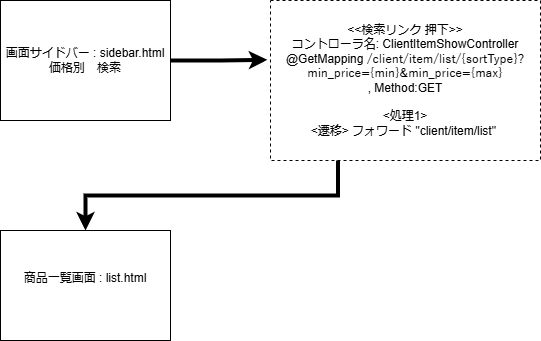 画面サイドバー : sidebar.html
価格別　検索
<<検索リンク 押下>>
コントローラ名: ClientItemShowController
@GetMapping /client/item/list/{sortType}?
min_price={min}&min_price={max}
, Method:GET
<処理1>
<遷移> フォワード "client/item/list"
商品一覧画面 : list.html